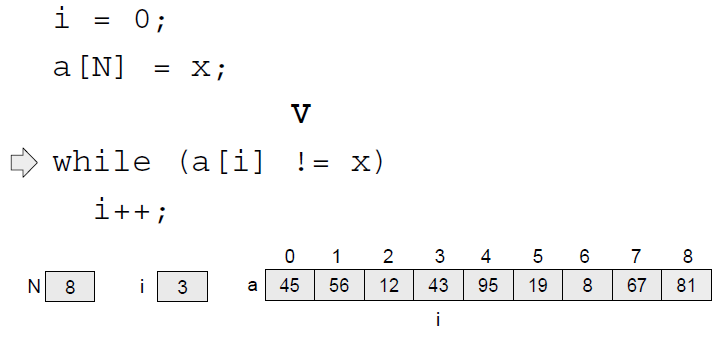 i = 0;
a[N] = x;
V
while (a[i] != x)
i++;
0 1 2 3 4 5 6 7 8
N 8 i 3 a 45 56 12 43 95 19 8 67 81
i